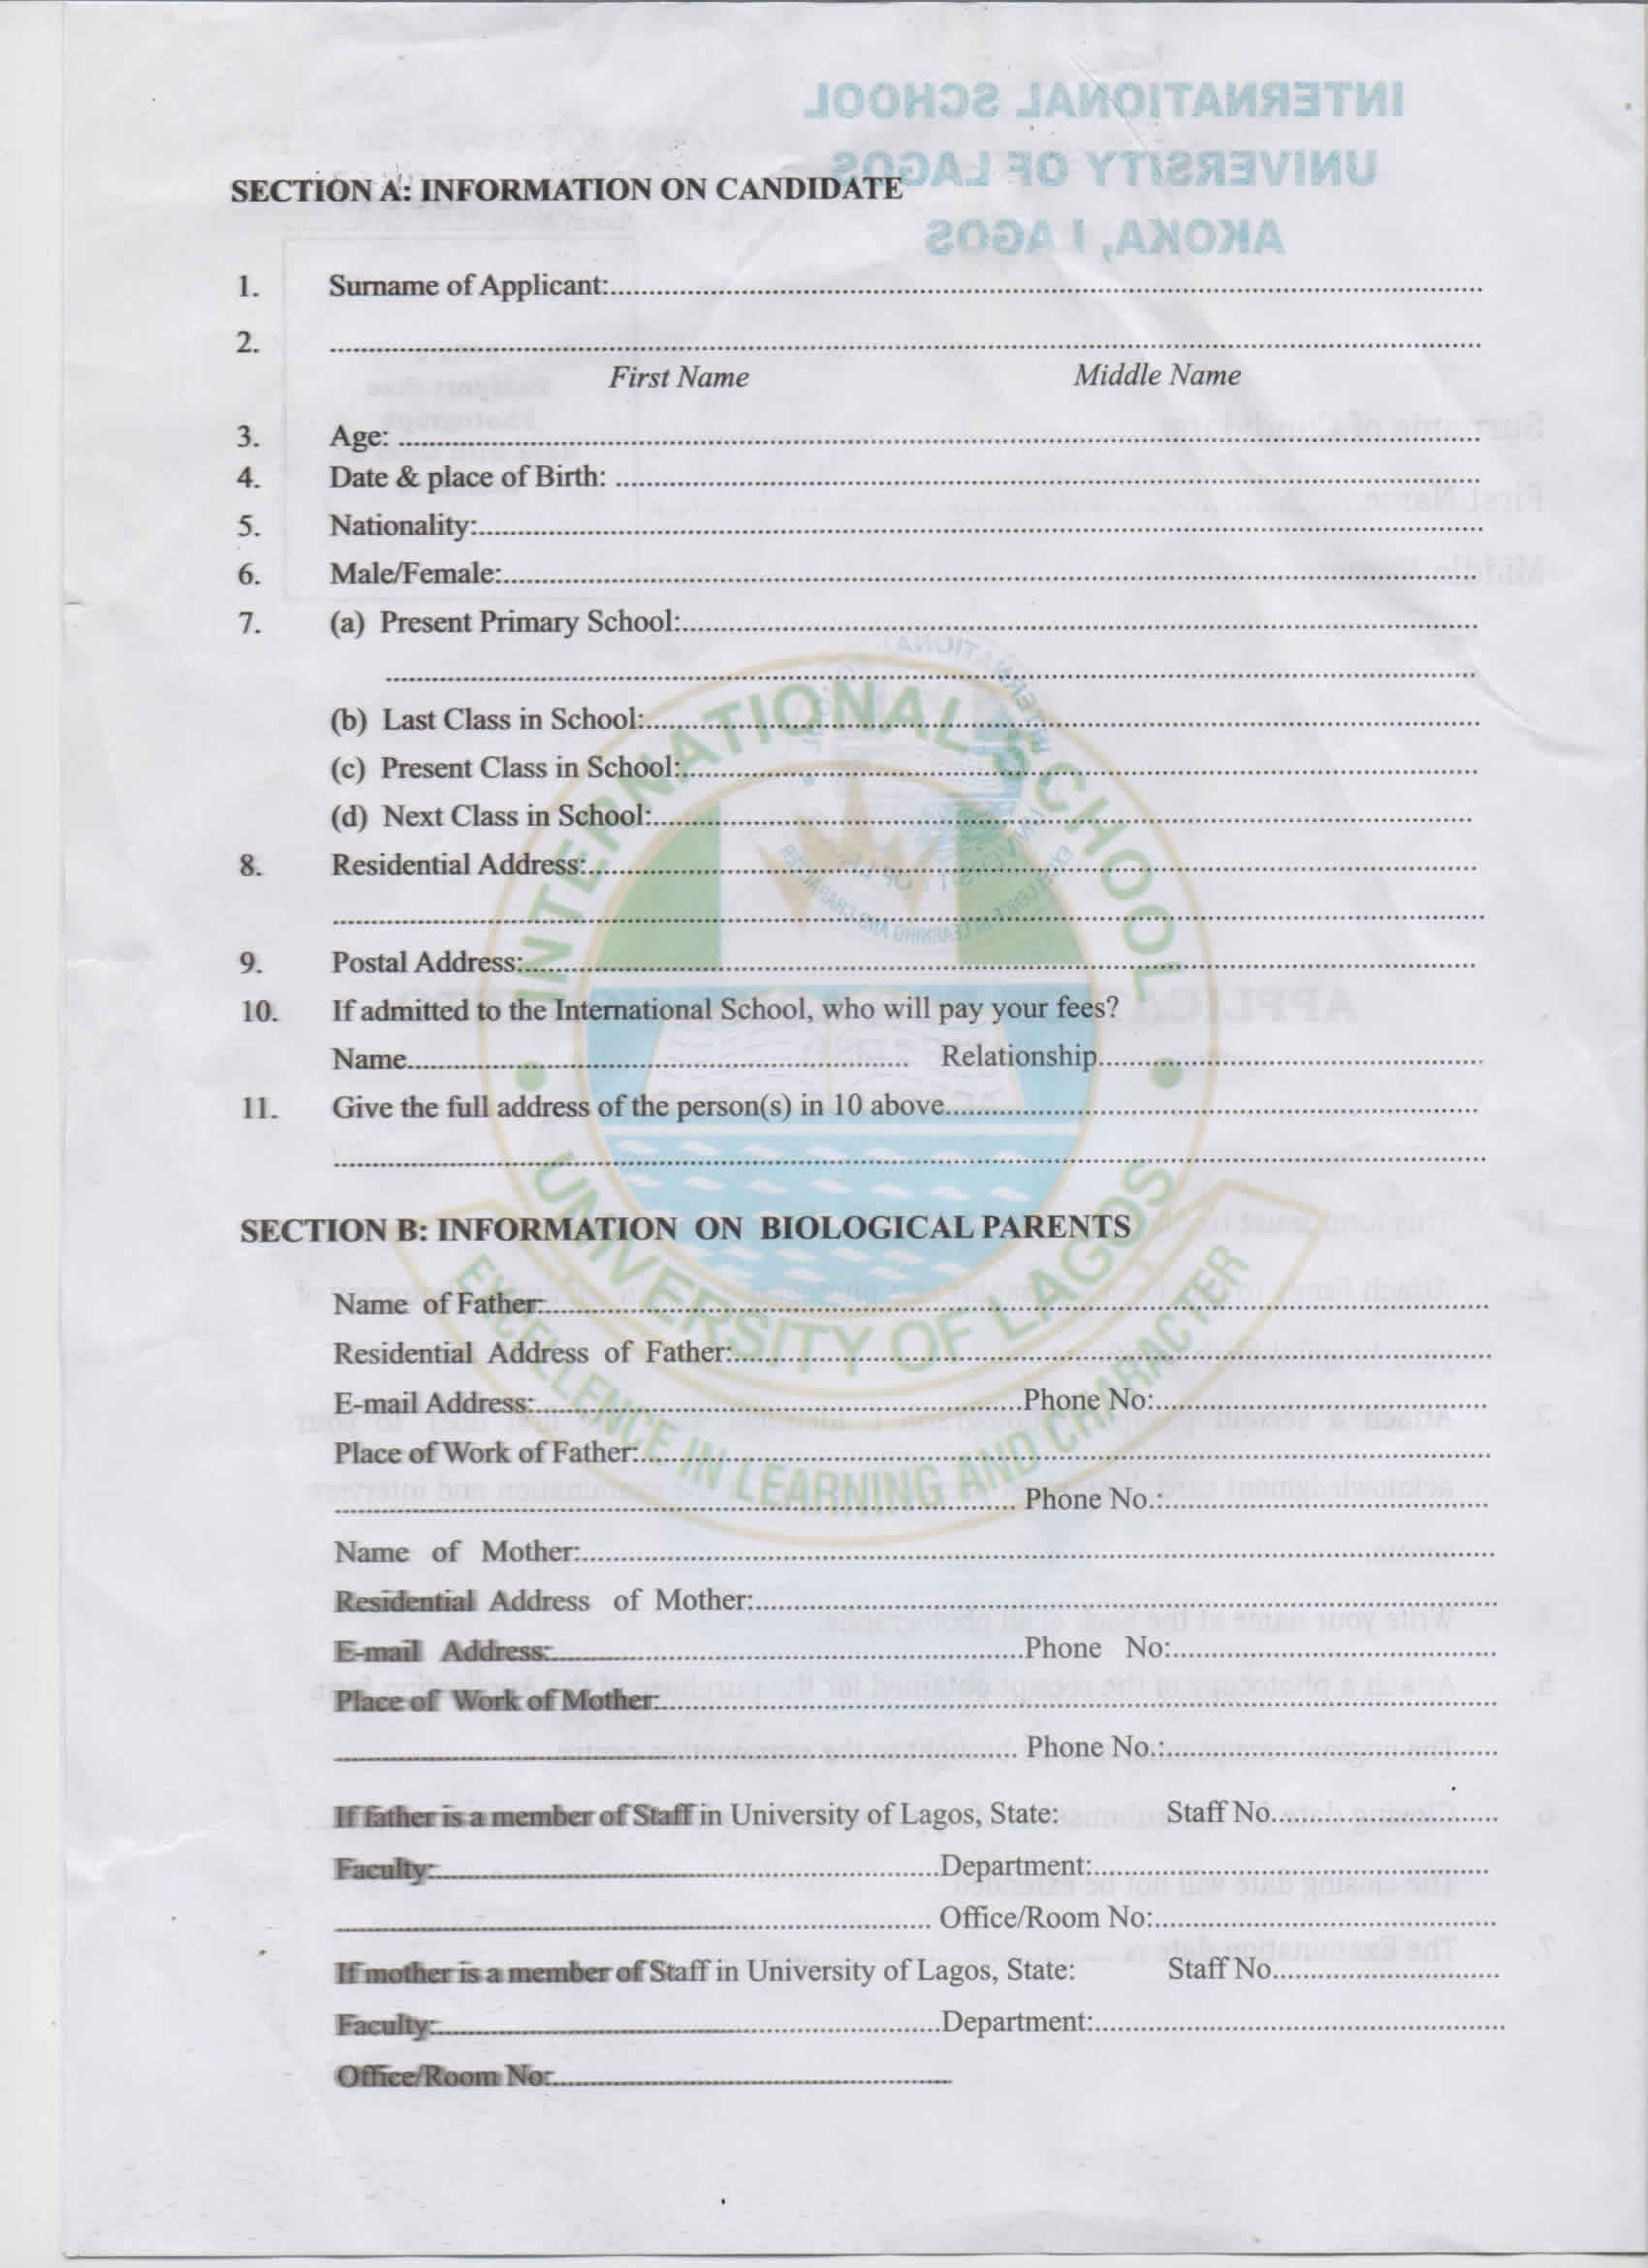 INTERNATIONAL SCHOOL
UNIVERSITY OF LAGOS
AKOKA, LAGOS
SECTION A: INFORMATION ON CANDIDATE
1. Surname of Applicant:
2.
First Name Middle Name
3. Age:
4. Date & place of Birth:
5. Nationality:
6. Male/Female:
7. (a) Present Primary School:
(b) Last Class in School:
(c) Present Class in School:
(d) Next Class in School:
8. Residential Address:
9. Postal Address:
10. If admitted to the International School, who will pay your fees?
Name Relationship
11. Give the full address of the person(s) in 10 above
INTERNATIONAL SCHOOL
UNIVERSITY OF LAGOS
EXCELLENCE IN LEARNING AND CHARACTER
SECTION B: INFORMATION ON BIOLOGICAL PARENTS
Name of Father:
Residential Address of Father:
E-mail Address: Phone No:
Place of Work of Father:
Phone No.:
Name of Mother:
Residential Address of Mother:
E-mail Address: Phone No:
Place of Work of Mother:
Phone No.:
If father is a member of Staff in University of Lagos, State: Staff No.
Faculty: Department:
Office/Room No:
If mother is a member of Staff in University of Lagos, State: Staff No.
Faculty: Department:
Office/Room No: